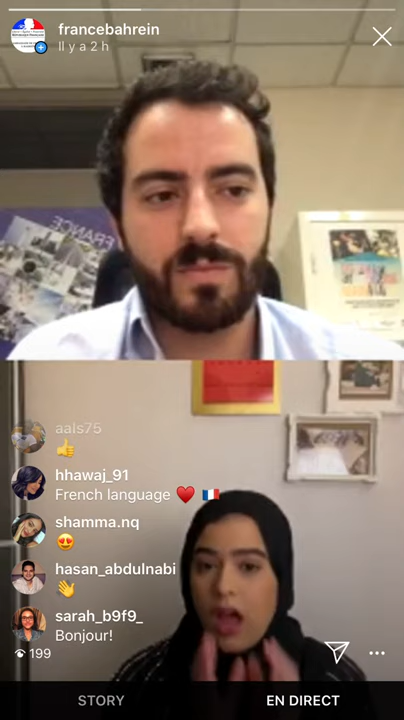 francebahrein
Il y a 2 h
FRANCE
aals75
👍
hhawaj_91
French language ❤️ 🇫🇷
shamma.nq
😍
hasan_abdulnabi
👋
sarah_b9f9_
Bonjour!
199
STORY
EN DIRECT